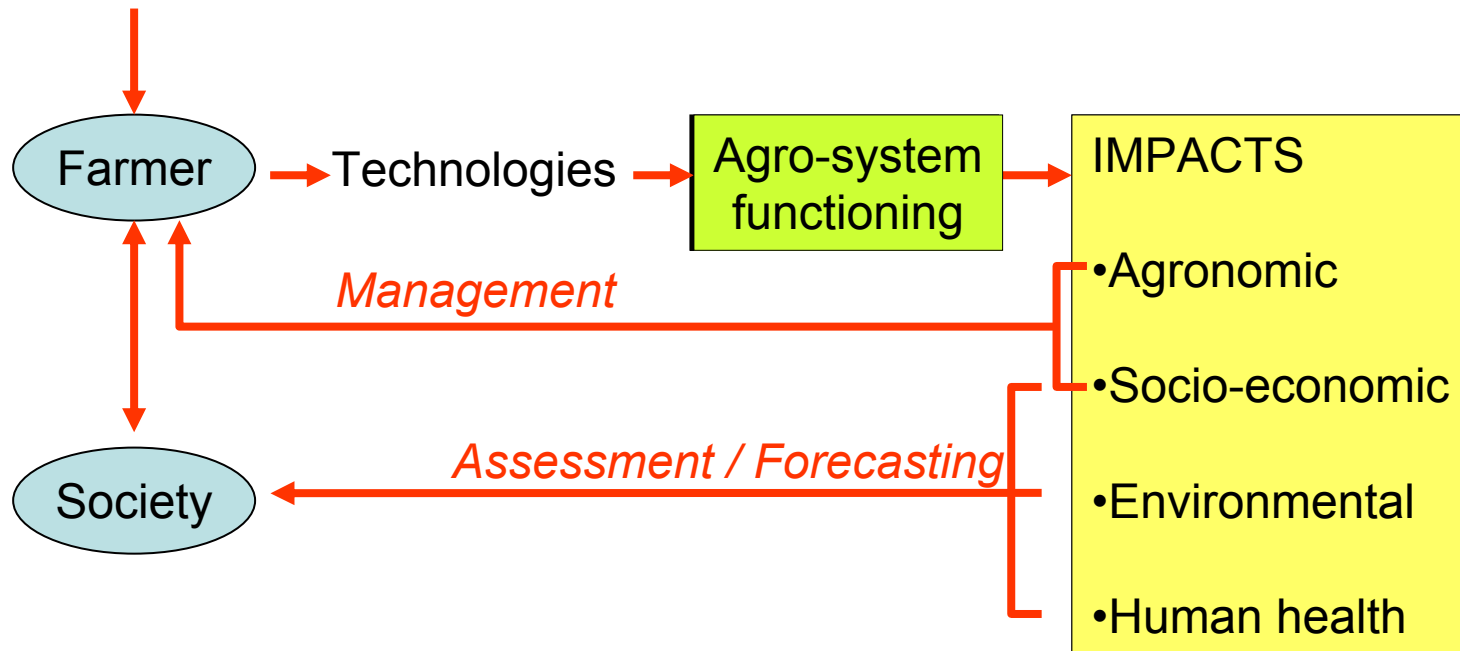 Farmer
Technologies
Agro-system
functioning
IMPACTS
•Agronomic
Management
•Socio-economic
Assessment / Forecasting
Society
•Environmental
•Human health